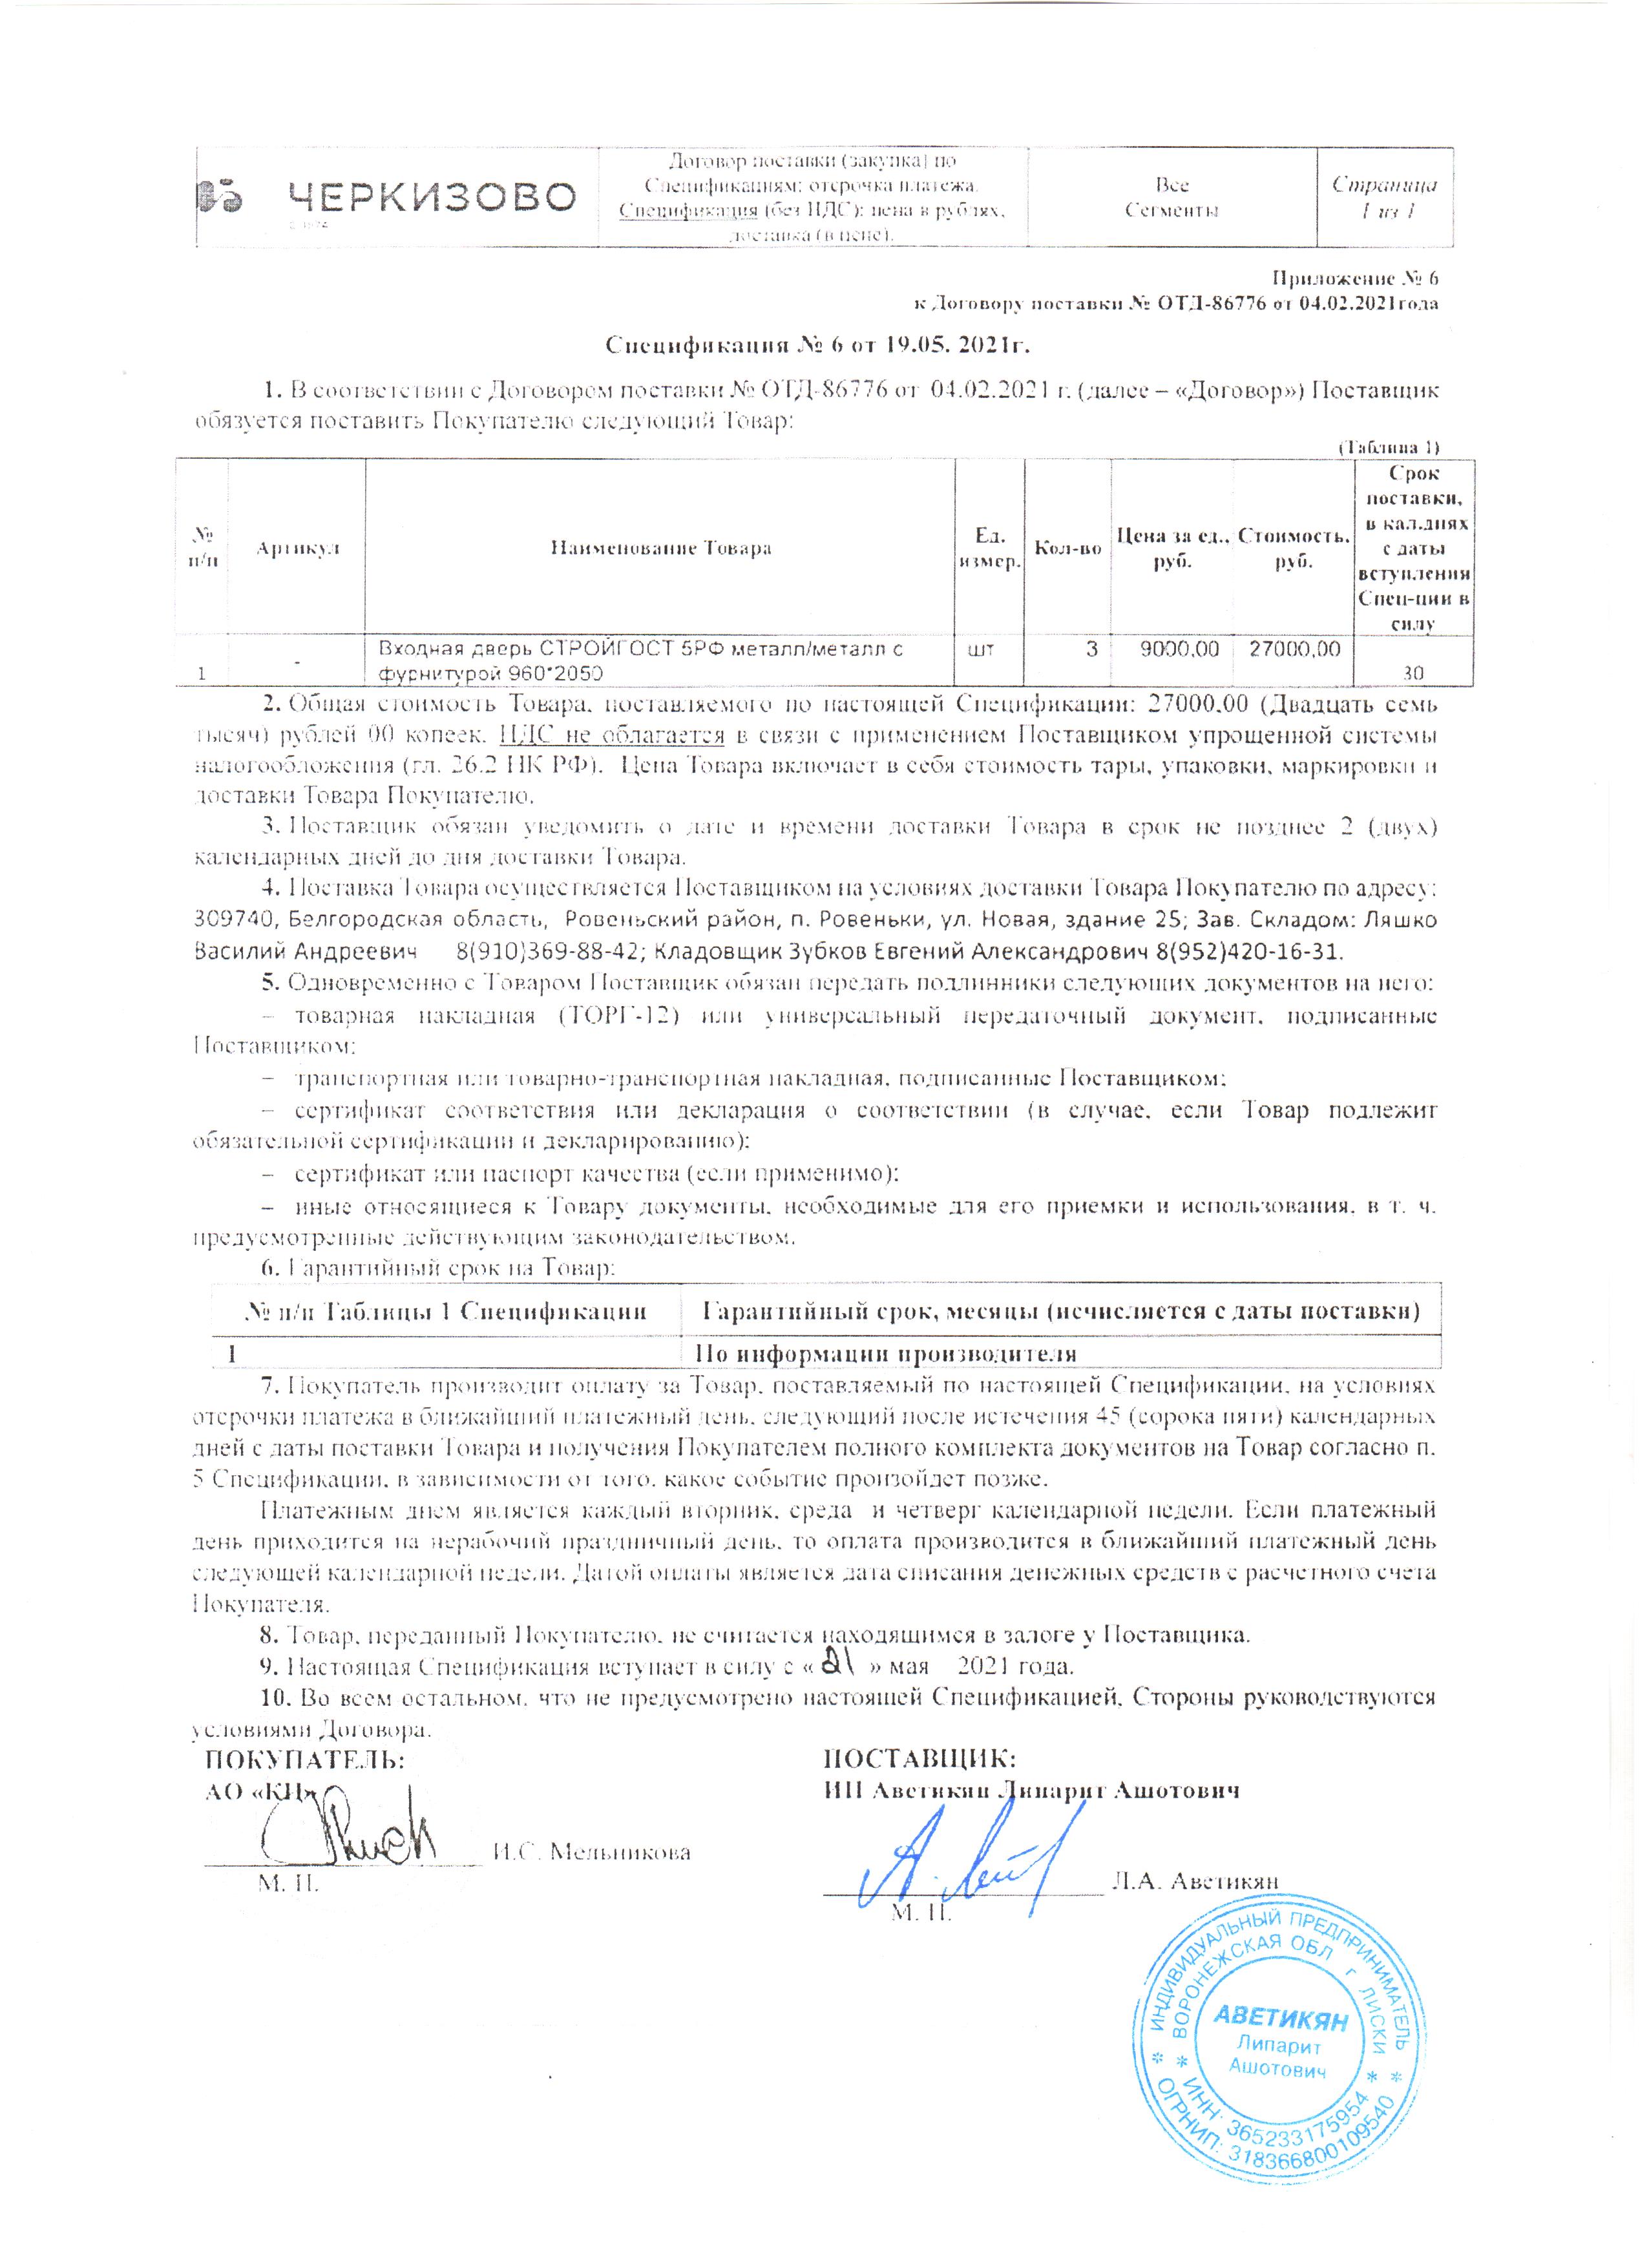 ЧЕРКИЗОВО
Договор поставки (закупка) по
Спецификациям; отсрочка платежа.
Спецификация (без НДС): цена в рублях,
доставка (в цене).
Все
Сегменты
Страница
1 из 1
Приложение № 6
к Договору поставки № ОТД-86776 от 04.02.2021года
Спецификация № 6 от 19.05. 2021г.
1. В соответствии с Договором поставки № ОТД-86776 от 04.02.2021 г. (далее – «Договор») Поставщик
обязуется поставить Покупателю следующий Товар:
(Таблица 1)
№ п/п Артикул Наименование Товара Ед. измер. Кол-во Цена за ед., руб. Стоимость, руб. Срок поставки, в кал.днях с даты вступления Спец-ции в силу
1 - Входная дверь СТРОЙГОСТ 5РФ металл/металл с шт 3 9000,00 27000,00 30
фурнитурой 960*2050
2. Общая стоимость Товара, поставляемого по настоящей Спецификации: 27000,00 (Двадцать семь
тысяч) рублей 00 копеек. НДС не облагается в связи с применением Поставщиком упрощенной системы
налогообложения (гл. 26.2 НК РФ). Цена Товара включает в себя стоимость тары, упаковки, маркировки и
доставки Товара Покупателю.
3. Поставщик обязан уведомить о дате и времени доставки Товара в срок не позднее 2 (двух)
календарных дней до дня доставки Товара.
4. Поставка Товара осуществляется Поставщиком на условиях доставки Товара Покупателю по адресу:
309740, Белгородская область, Ровеньский район, п. Ровеньки, ул. Новая, здание 25; Зав. Складом: Ляшко
Василий Андреевич 8(910)369-88-42; Кладовщик Зубков Евгений Александрович 8(952)420-16-31.
5. Одновременно с Товаром Поставщик обязан передать подлинники следующих документов на него:
– товарная накладная (ТОРГ-12) или универсальный передаточный документ, подписанные
Поставщиком;
– транспортная или товарно-транспортная накладная, подписанные Поставщиком;
– сертификат соответствия или декларация о соответствии (в случае, если Товар подлежит
обязательной сертификации и декларированию);
– сертификат или паспорт качества (если применимо);
– иные относящиеся к Товару документы, необходимые для его приемки и использования, в т. ч.
предусмотренные действующим законодательством.
6. Гарантийный срок на Товар:
№ п/п Таблицы 1 Спецификации Гарантийный срок, месяцы (исчисляется с даты поставки)
1 По информации производителя
7. Покупатель производит оплату за Товар, поставляемый по настоящей Спецификации, на условиях
отсрочки платежа в ближайший платежный день, следующий после истечения 45 (сорока пяти) календарных
дней с даты поставки Товара и получения Покупателем полного комплекта документов на Товар согласно п.
5 Спецификации, в зависимости от того, какое событие произойдет позже.
Платежным днем является каждый вторник, среда и четверг календарной недели. Если платежный
день приходится на нерабочий праздничный день, то оплата производится в ближайший платежный день
следующей календарной недели. Датой оплаты является дата списания денежных средств с расчетного счета
Покупателя.
8. Товар, переданный Покупателю, не считается находящимся в залоге у Поставщика.
9. Настоящая Спецификация вступает в силу с « 21 » мая 2021 года.
10. Во всем остальном, что не предусмотрено настоящей Спецификацией, Стороны руководствуются
условиями Договора.
ПОКУПАТЕЛЬ:
АО «КЦ»
И.С. Мельникова
М. П.
ПОСТАВЩИК:
ИП Аветикян Липарит Ашотович
Л.А. Аветикян
М. П.
ИНДИВИДУАЛЬНЫЙ ПРЕДПРИНИМАТЕЛЬ
ВОРОНЕЖСКАЯ ОБЛ г ЛИСКИ
АВЕТИКЯН
Липарит
Ашотович
ИНН: 365233175954
ОГРНИП: 318366800109540